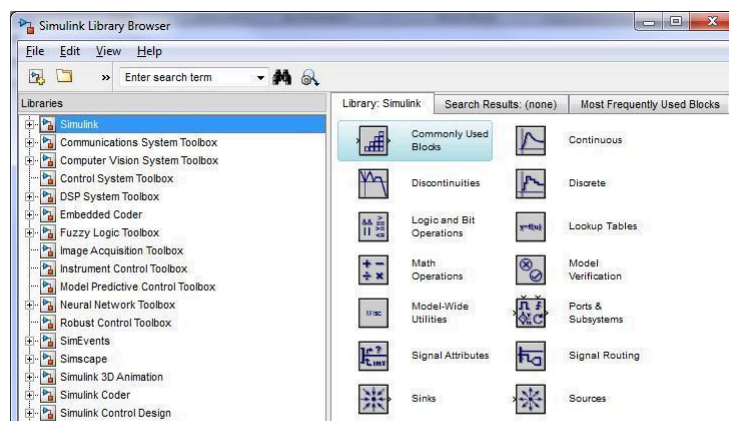 Simulink Library Browser
File Edit View Help
» Enter search term
Libraries
Library: Simulink Search Results: (none) Most Frequently Used Blocks
Simulink
Communications System Toolbox
Computer Vision System Toolbox
Control System Toolbox
DSP System Toolbox
Embedded Coder
Fuzzy Logic Toolbox
Image Acquisition Toolbox
Instrument Control Toolbox
Model Predictive Control Toolbox
Neural Network Toolbox
Robust Control Toolbox
SimEvents
Simscape
Simulink 3D Animation
Simulink Coder
Simulink Control Design
Commonly Used
Blocks
Continuous
Discontinuities
Discrete
Logic and Bit
Operations
y=f(u)
Lookup Tables
Math
Operations
Model
Verification
Model-Wide
Utilities
Ports &
Subsystems
Signal Attributes
Signal Routing
Sinks
Sources